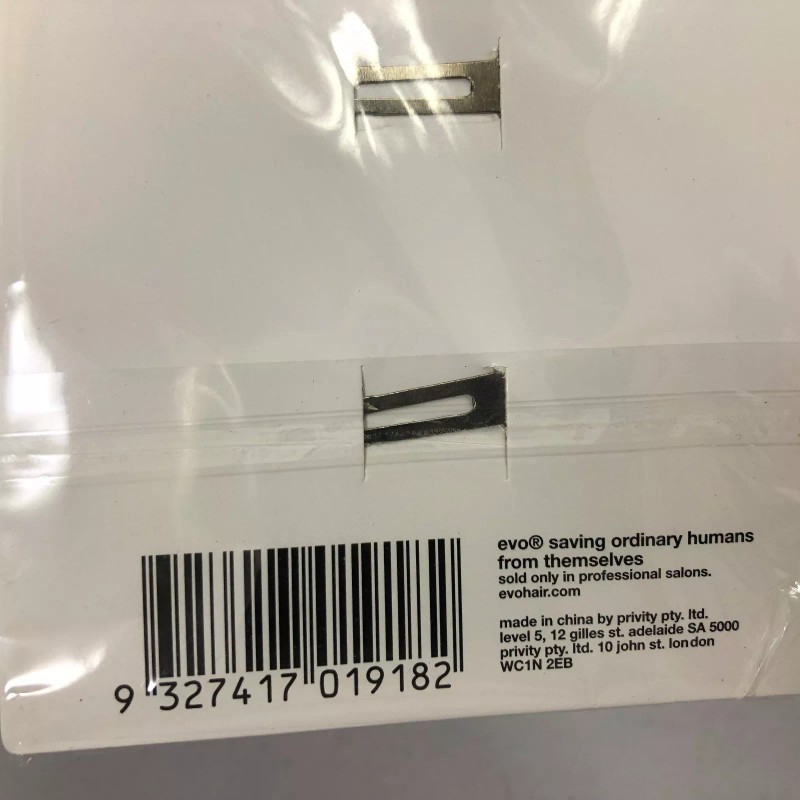 evo® saving ordinary humans
from themselves
sold only in professional salons.
evohair.com
made in china by privity pty. ltd.
level 5, 12 gilles st. adelaide SA 5000
privity pty. ltd. 10 john st. london
WC1N 2EB
9 327417 019182